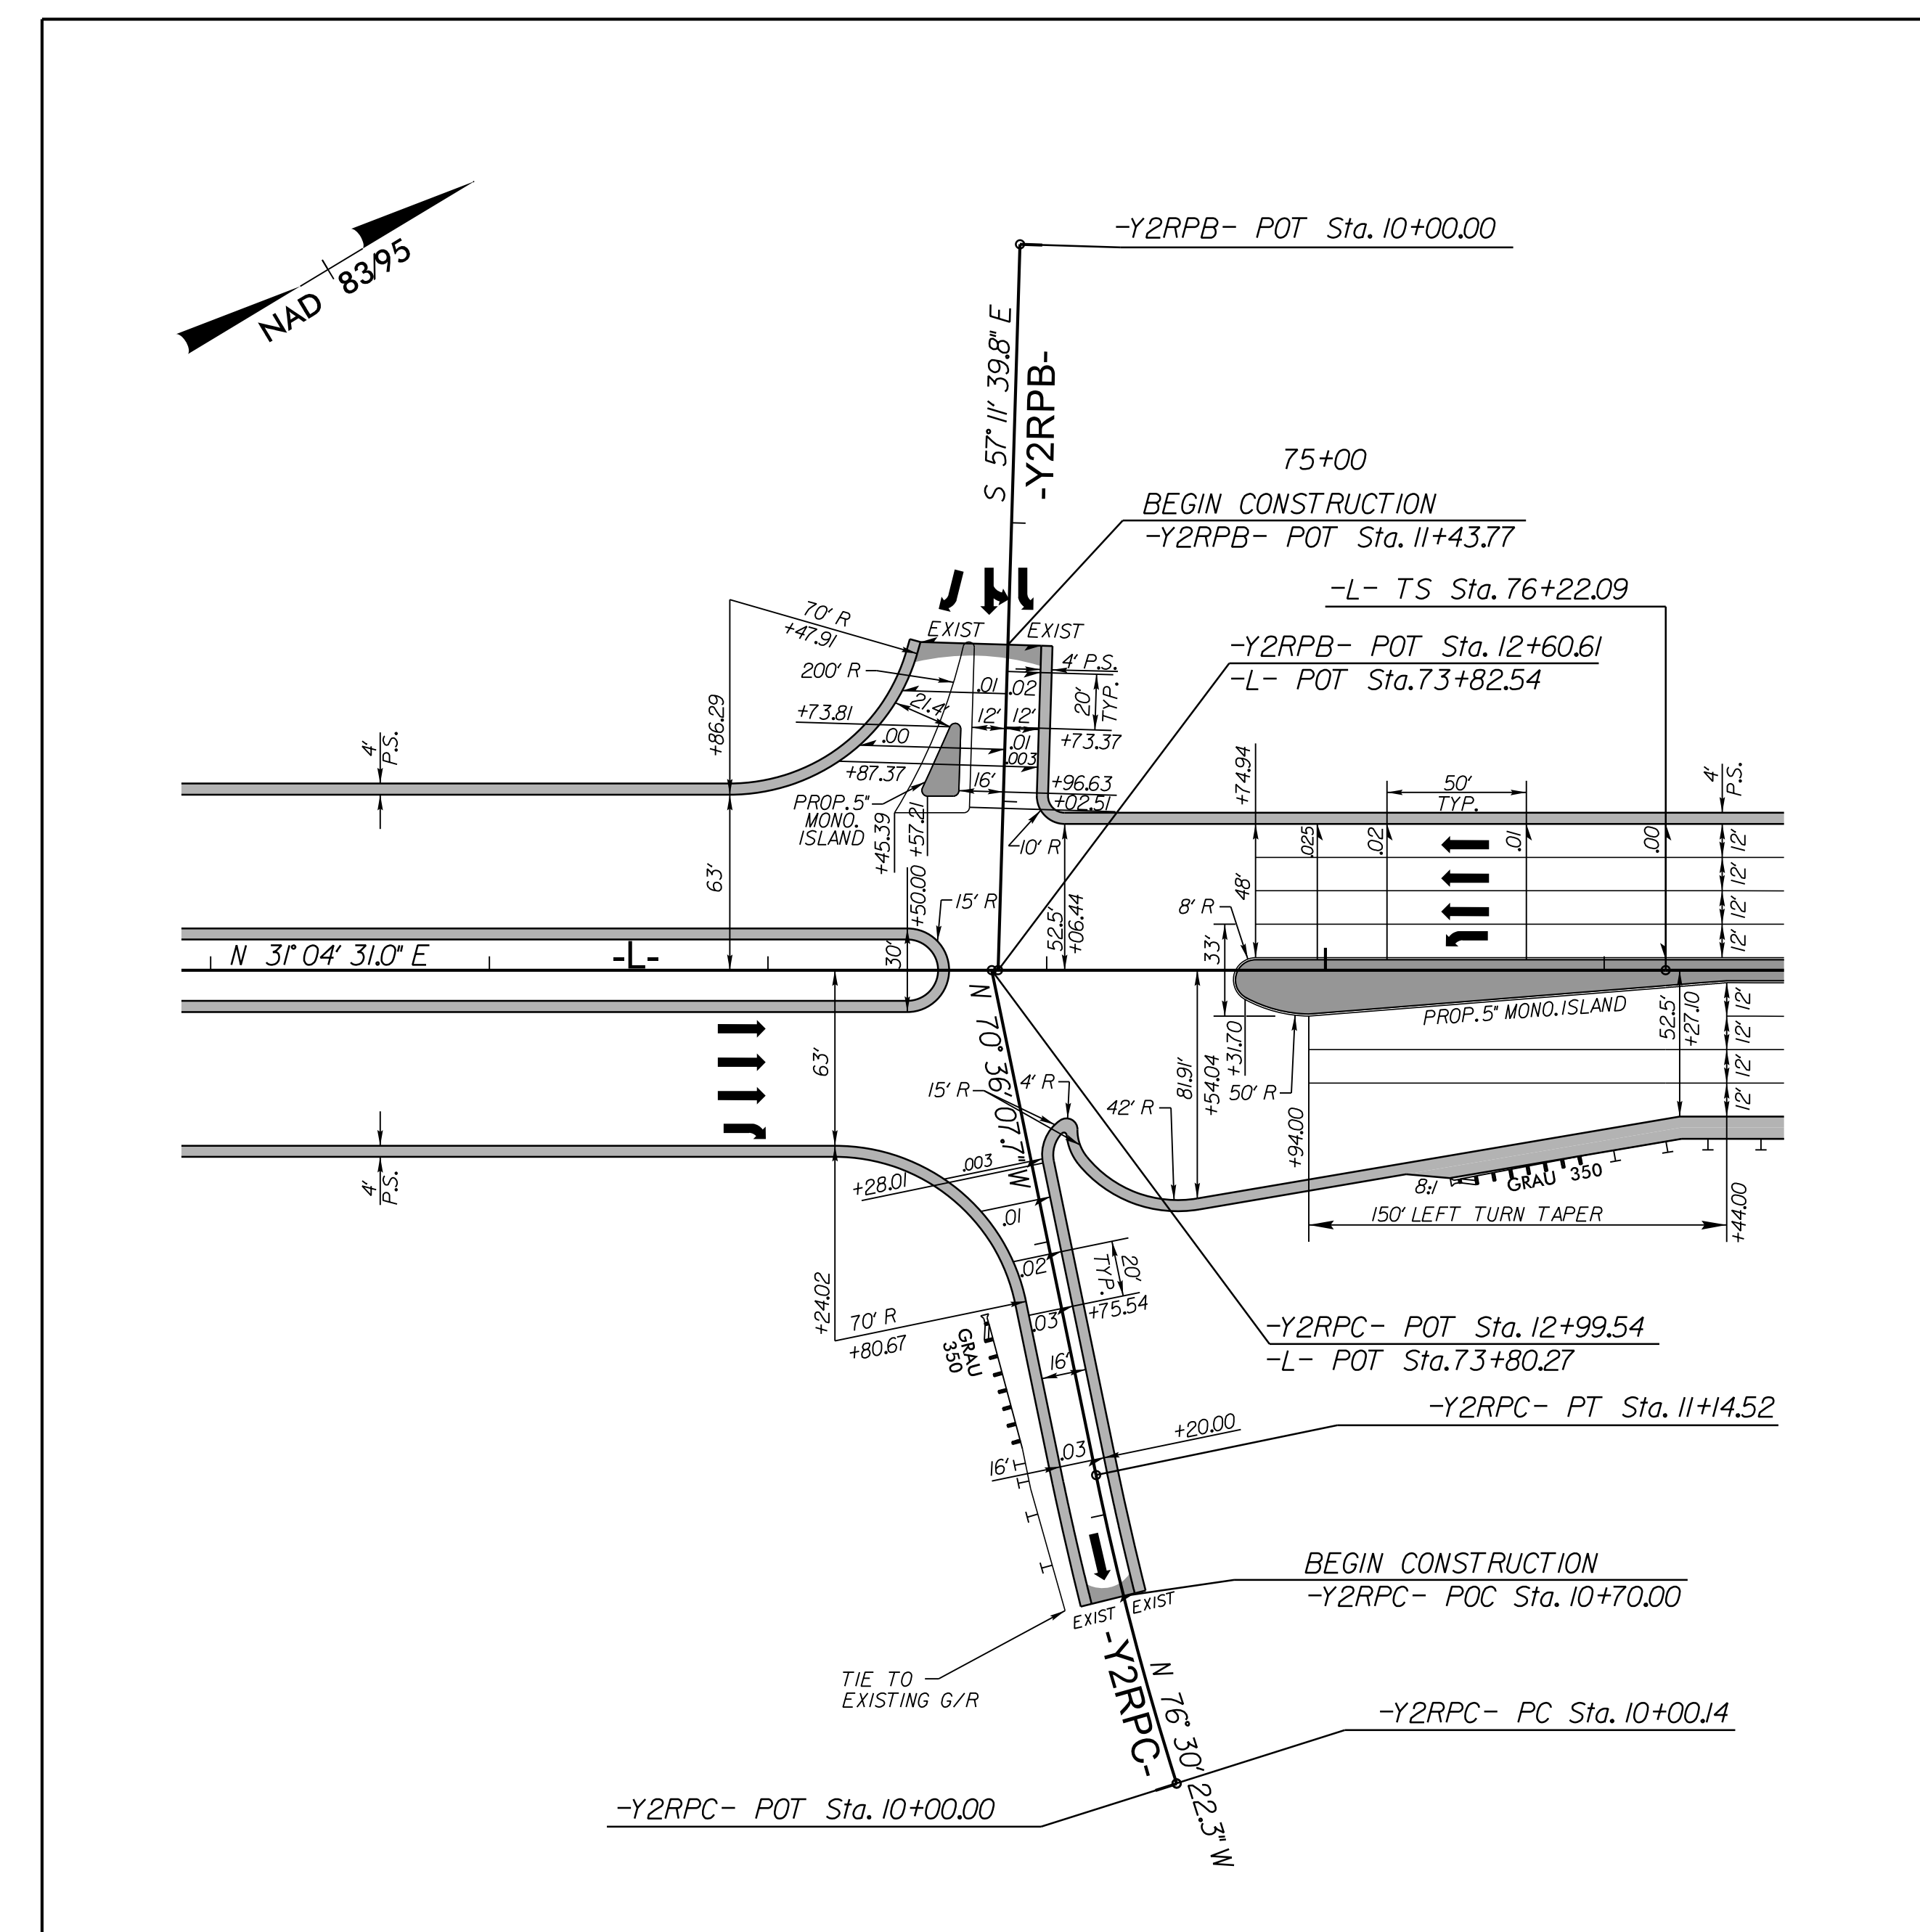 -Y2RPB- POT Sta. 10+00.00
NAD 83/95
S 57° 11' 39.8" E
-Y2RPB-
75+00
BEGIN CONSTRUCTION
-Y2RPB- POT Sta. 11+43.77
-L- TS Sta. 76+22.09
-Y2RPB- POT Sta. 12+60.61
-L- POT Sta. 73+82.54
70' R
+47.91
EXIST
EXIST
200' R
4' P.S.
.01
.02
20'
TYP.
21.4'
+73.81
12'
12'
+86.29
.00
.01
+73.37
.003
+87.37
16'
+96.63
+02.51
4'
P.S.
PROP. 5"
MONO.
ISLAND
+45.39
+57.21
10' R
+74.94
50'
TYP.
4'
P.S.
.025
.02
.01
.00
12'
12'
12'
12'
63'
+50.00
15' R
30'
52.5'
+06.44
48'
8' R
33'
N 31° 04' 31.0" E
-L-
N 70° 36' 07.7" W
PROP. 5" MONO. ISLAND
52.5'
+27.10
12'
12'
12'
12'
63'
81.91'
+54.04
+31.70
50' R
15' R
4' R
42' R
+94.00
.003
+28.01
8:1
GRAU 350
4'
P.S.
.01
150' LEFT TURN TAPER
+44.00
.02
20'
TYP.
+24.02
70' R
+80.67
.03
+75.54
GRAU
350
16'
-Y2RPC- POT Sta. 12+99.54
-L- POT Sta. 73+80.27
-Y2RPC- PT Sta. 11+14.52
+20.00
.03
16'
BEGIN CONSTRUCTION
-Y2RPC- POC Sta. 10+70.00
EXIST
EXIST
TIE TO
EXISTING G/R
-Y2RPC-
N 76° 30' 22.3" W
-Y2RPC- PC Sta. 10+00.14
-Y2RPC- POT Sta. 10+00.00